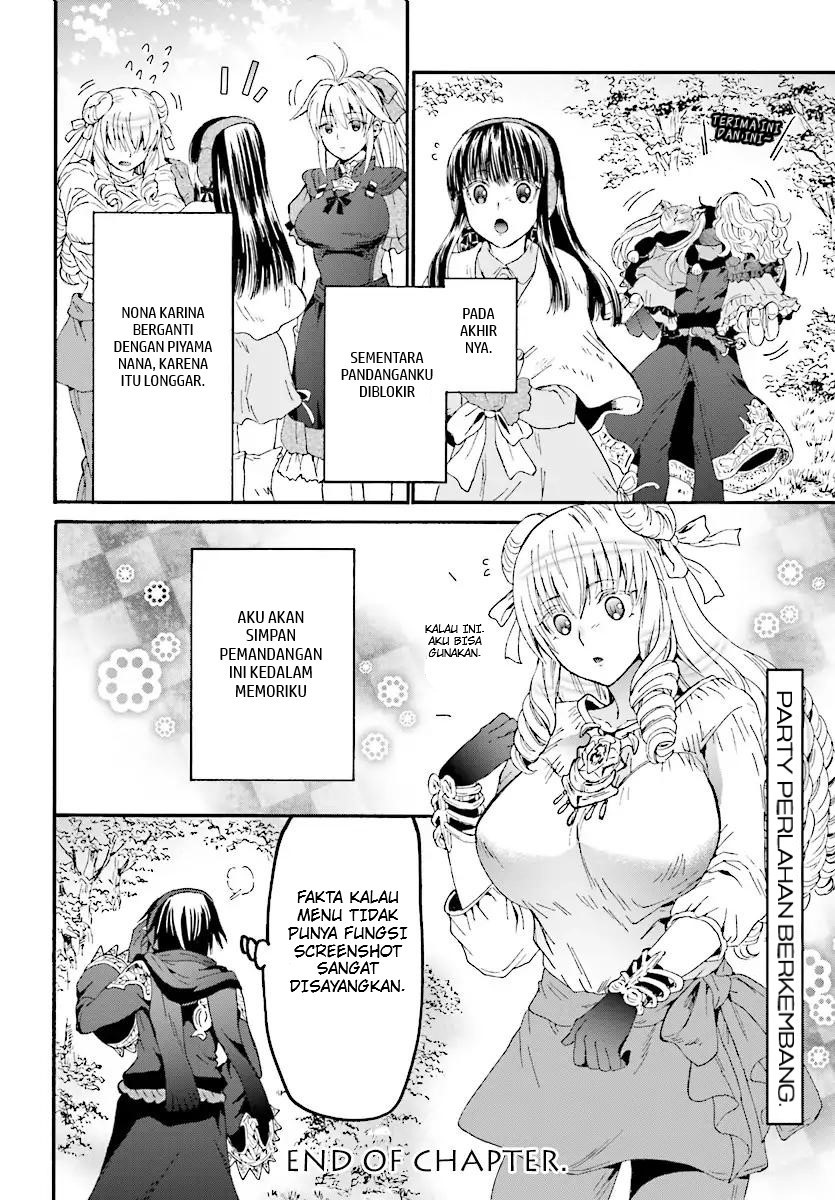 TERIMA INI
DAN INI~
PADA
AKHIR
NYA.
SEMENTARA
PANDANGANKU
DIBLOKIR
NONA KARINA
BERGANTI
DENGAN PIYAMA
NANA, KARENA
ITU LONGGAR.
KALAU INI.
AKU BISA
GUNAKAN.
AKU AKAN
SIMPAN
PEMANDANGAN
INI KEDALAM
MEMORIKU
PARTY PERLAHAN BERKEMBANG.
FAKTA KALAU
MENU TIDAK
PUNYA FUNGSI
SCREENSHOT
SANGAT
DISAYANGKAN.
END OF CHAPTER.